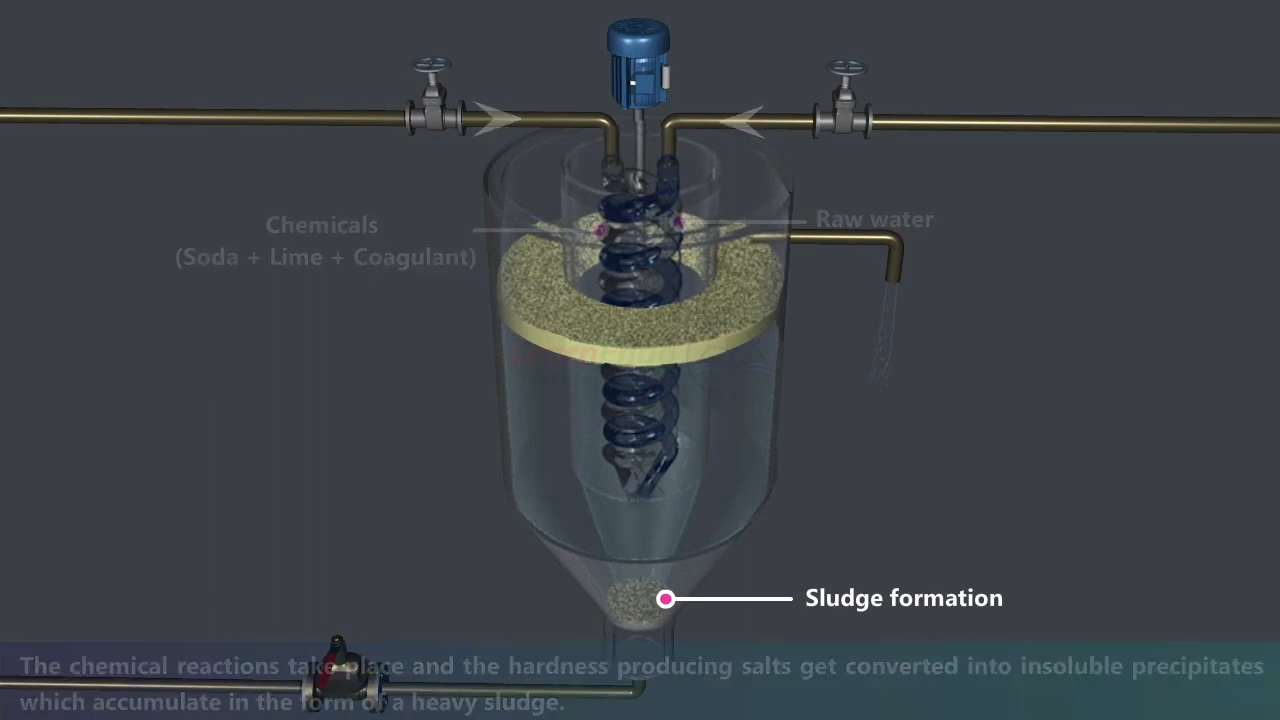 Chemicals
(Soda + Lime + Coagulant)
Raw water
Sludge formation
The chemical reactions take place and the hardness producing salts get converted into insoluble precipitates
which accumulate in the form of a heavy sludge.